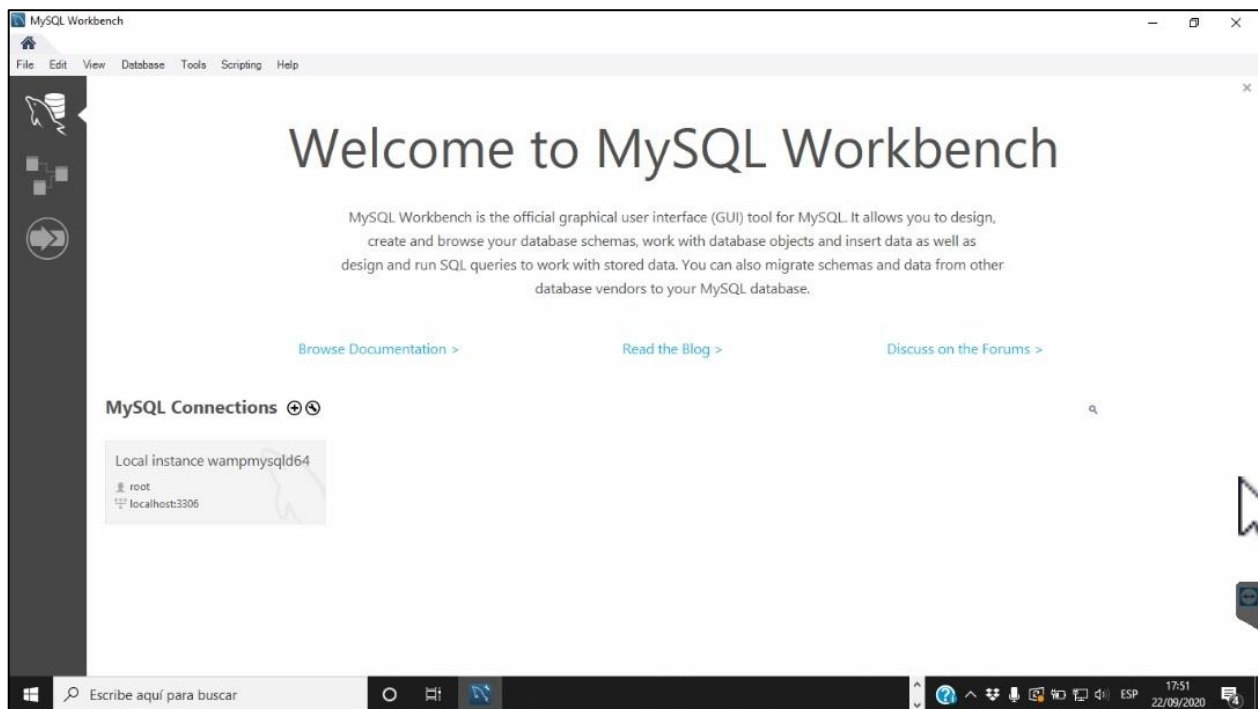 MySQL Workbench
File Edit View Database Tools Scripting Help
Welcome to MySQL Workbench
MySQL Workbench is the official graphical user interface (GUI) tool for MySQL. It allows you to design,
create and browse your database schemas, work with database objects and insert data as well as
design and run SQL queries to work with stored data. You can also migrate schemas and data from other
database vendors to your MySQL database.
Browse Documentation > Read the Blog > Discuss on the Forums >
MySQL Connections
Local instance wampmysqld64
root
localhost:3306
Escribe aquí para buscar
ESP
17:51
22/09/2020
4